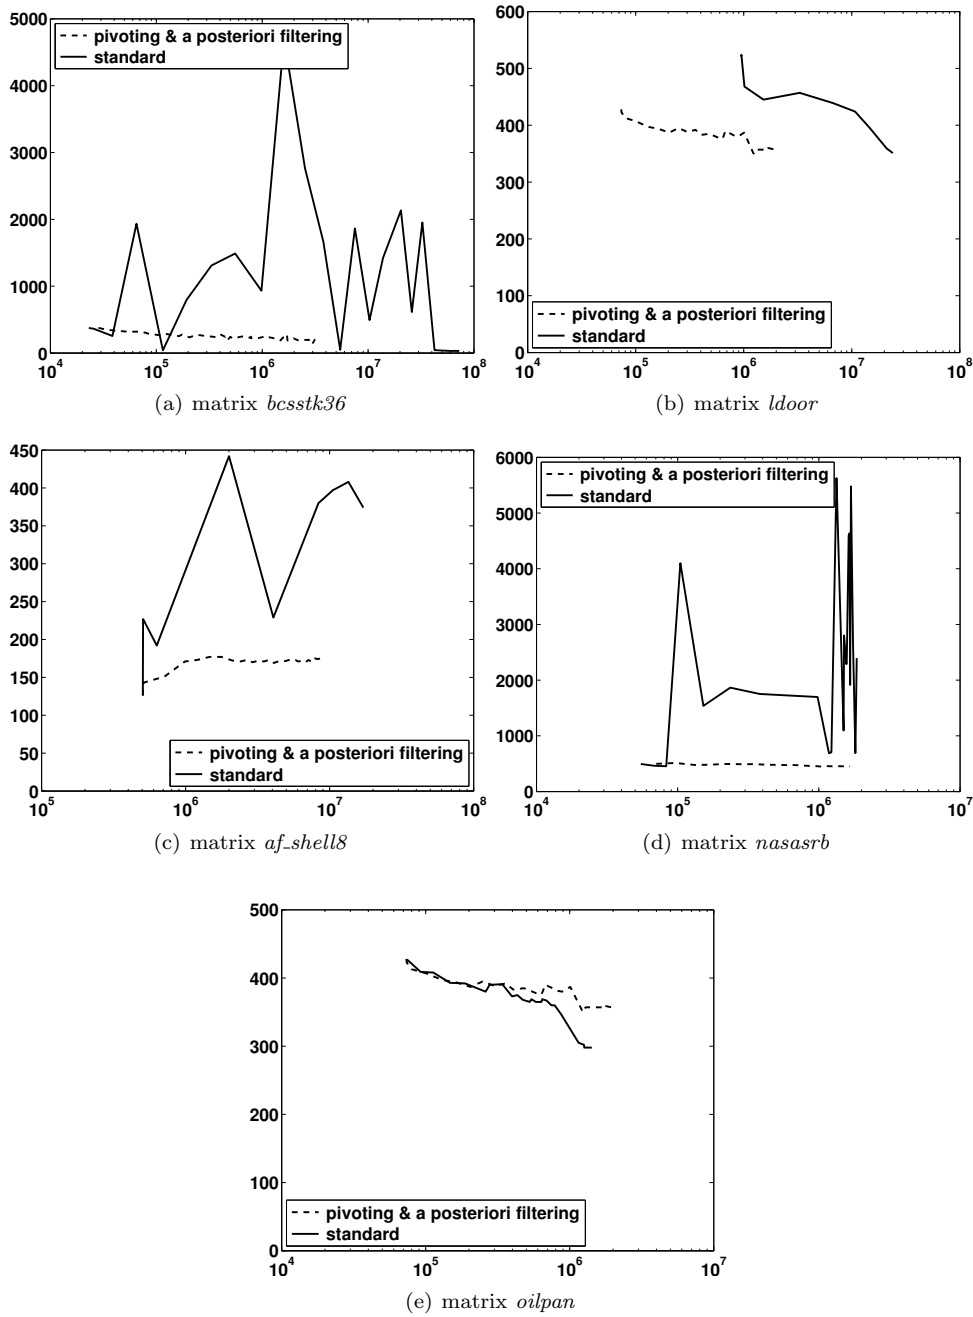 5000
4000
3000
2000
1000
0
pivoting & a posteriori filtering
standard
10^4 10^5 10^6 10^7 10^8
(a) matrix bcsstk36
600
500
400
300
200
100
0
pivoting & a posteriori filtering
standard
10^4 10^5 10^6 10^7 10^8
(b) matrix ldoor
450
400
350
300
250
200
150
100
50
0
pivoting & a posteriori filtering
standard
10^5 10^6 10^7 10^8
(c) matrix af_shell8
6000
5000
4000
3000
2000
1000
0
pivoting & a posteriori filtering
standard
10^4 10^5 10^6 10^7
(d) matrix nasasrb
500
400
300
200
100
0
pivoting & a posteriori filtering
standard
10^4 10^5 10^6 10^7
(e) matrix oilpan